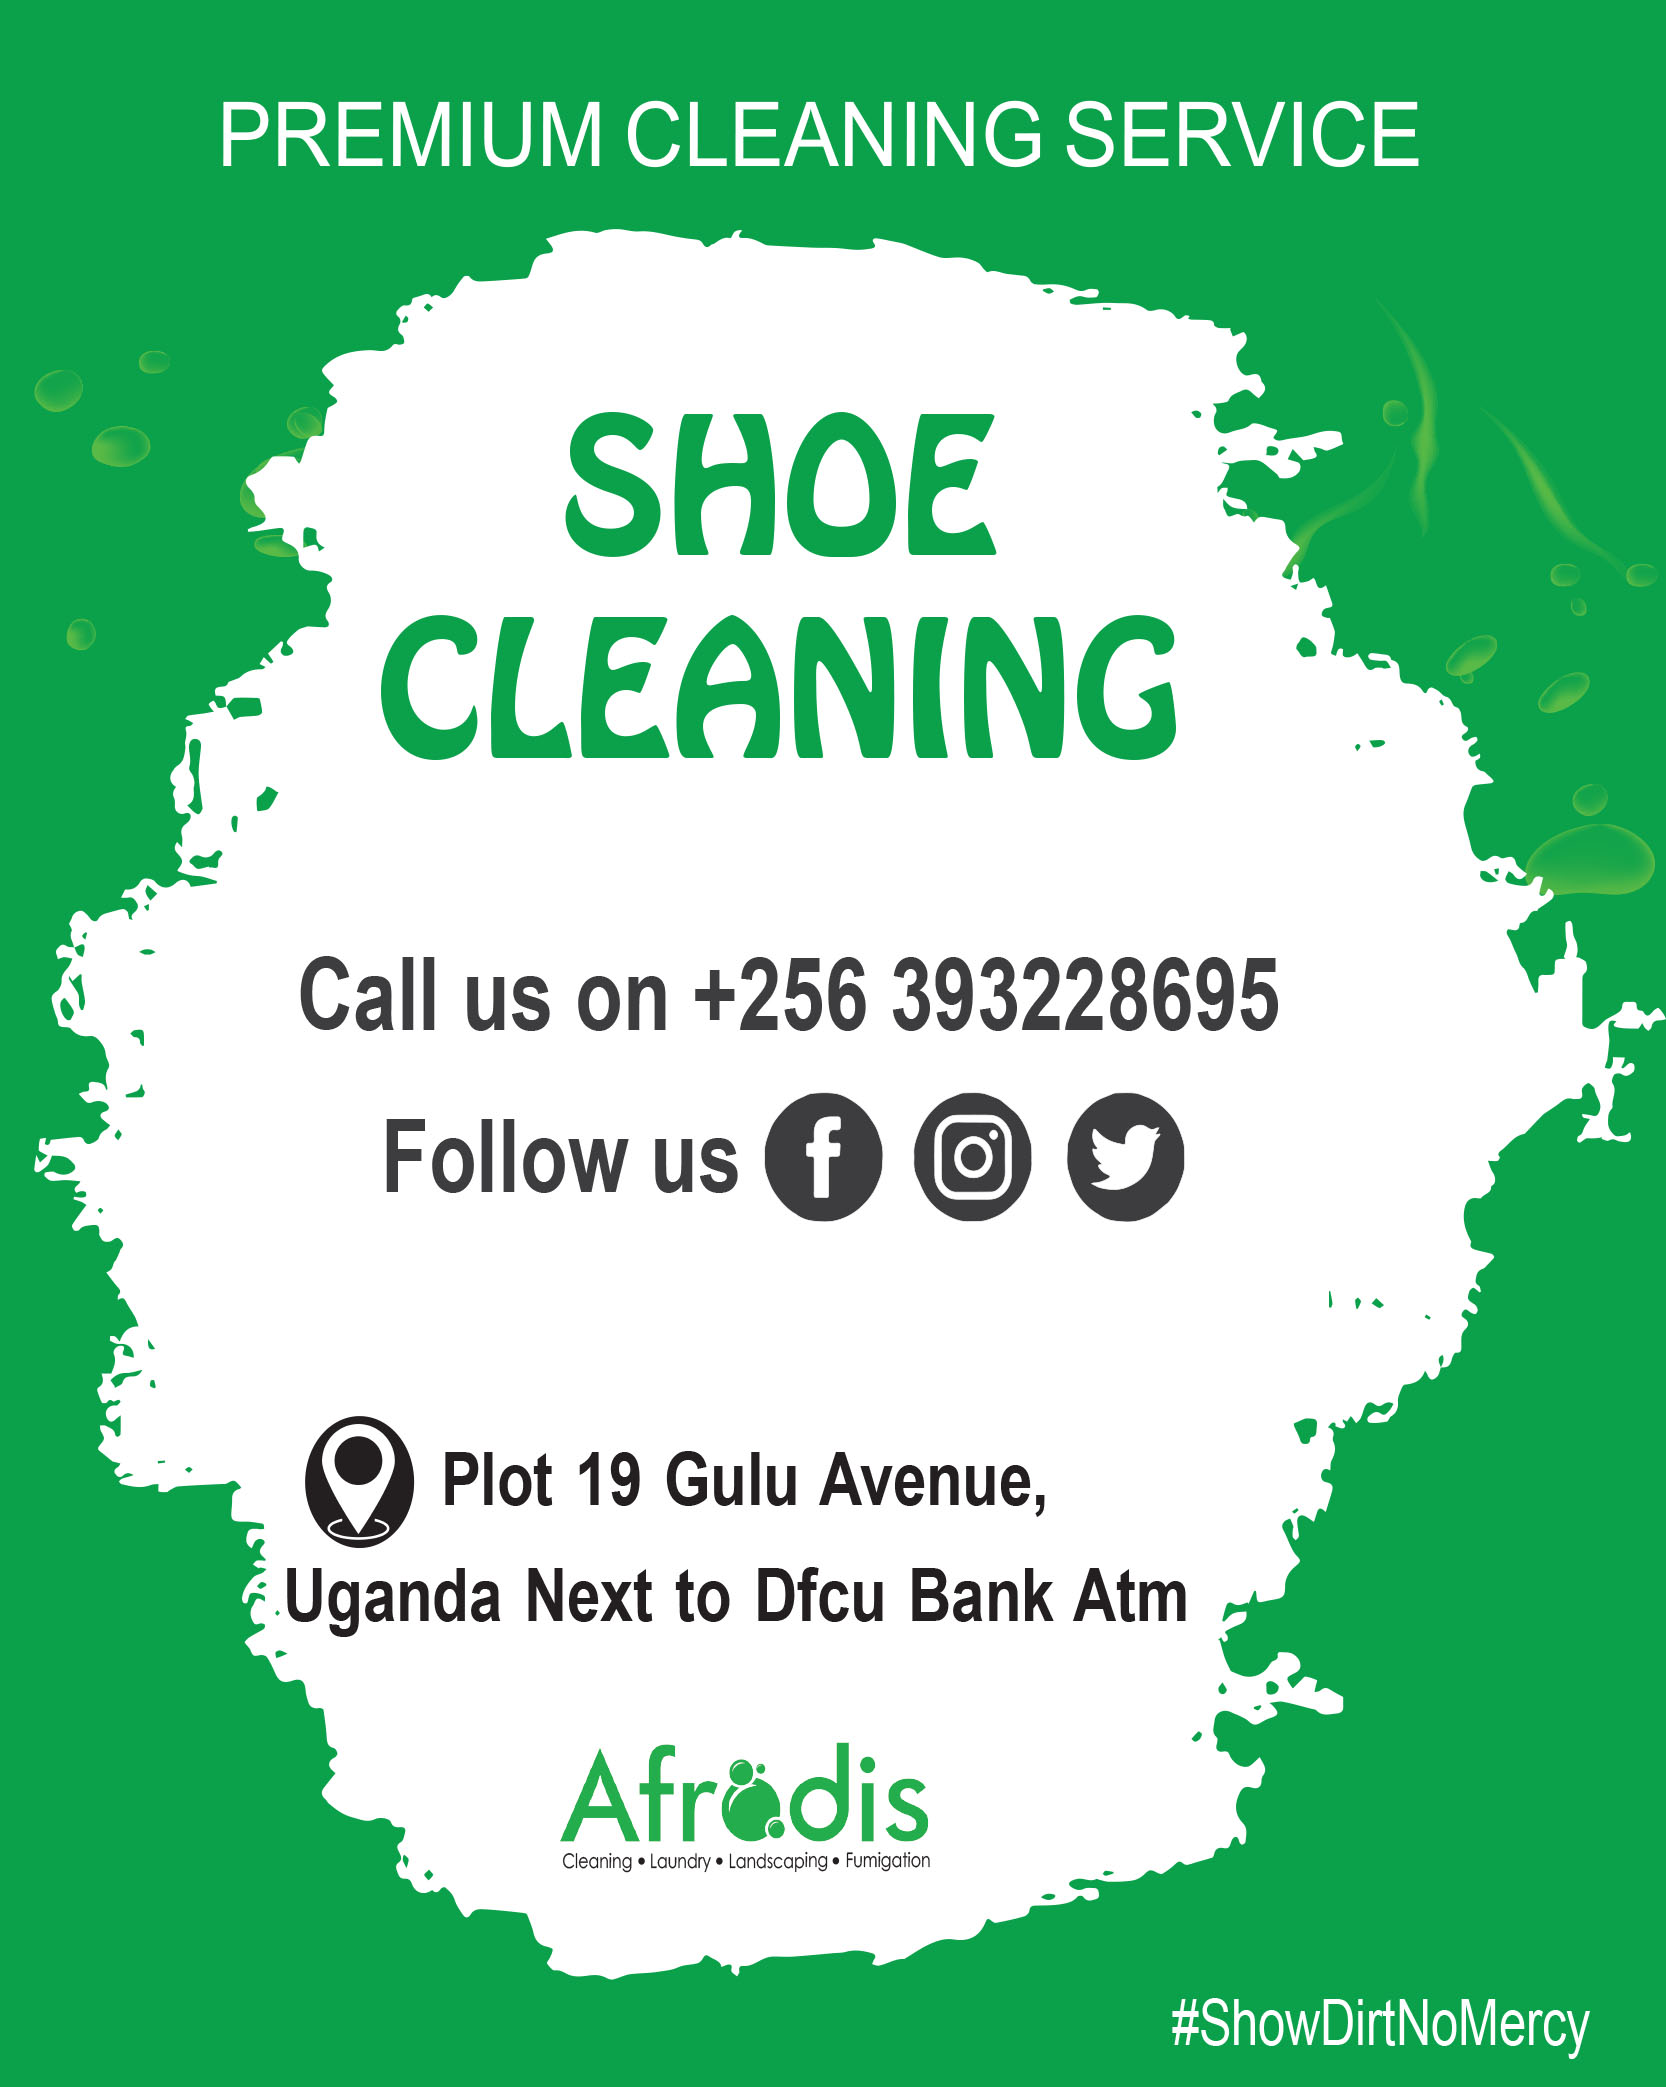 PREMIUM CLEANING SERVICE
SHOE
CLEANING
Call us on +256 393228695
Follow us
Plot 19 Gulu Avenue,
Uganda Next to Dfcu Bank Atm
Afrodis
Cleaning • Laundry • Landscaping • Fumigation
#ShowDirtNoMercy